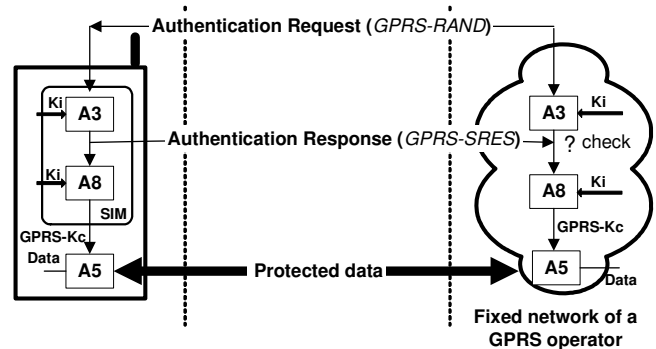 Authentication Request (GPRS-RAND)
Ki
A3
A3
Ki
Authentication Response (GPRS-SRES)
? check
Ki
A8
A8
Ki
SIM
GPRS-Kc
GPRS-Kc
Data
A5
Protected data
A5
Data
Fixed network of a
GPRS operator